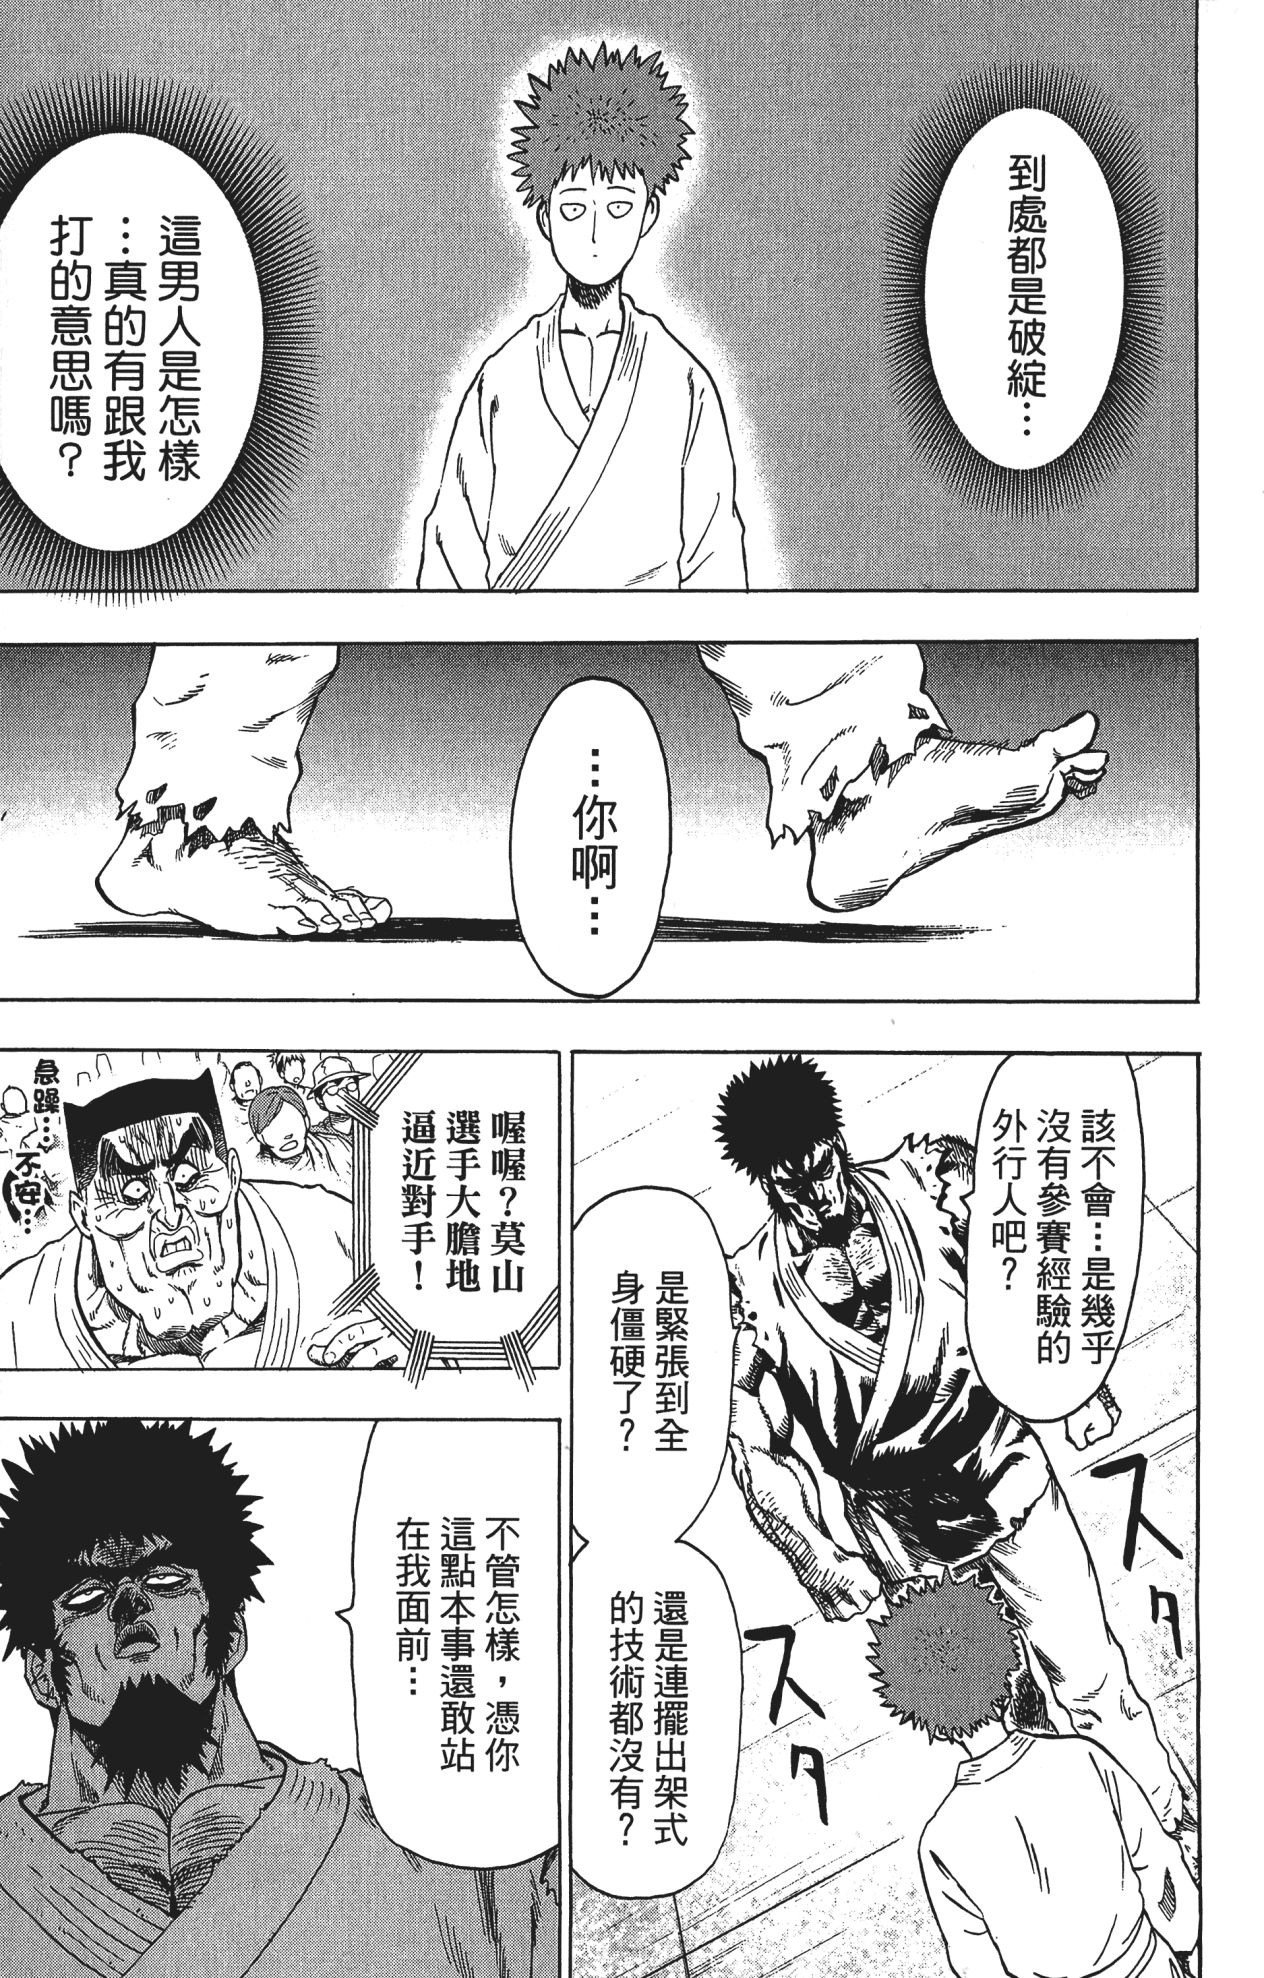 到處都是破綻…
這男人是怎樣
…真的有跟我
打的意思嗎？
…你啊…
該不會…是幾乎
沒有參賽經驗的
外行人吧？
是緊張到全
身僵硬了？
還是連擺出架式
的技術都沒有？
スタ
スタ
喔喔？莫山
選手大膽地
逼近對手！
急躁…
不安…
不管怎樣，憑你
這點本事還敢站
在我面前…